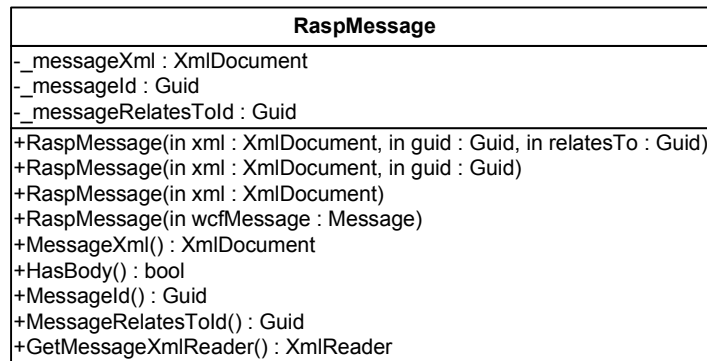 RaspMessage
-_messageXml : XmlDocument
-_messageId : Guid
-_messageRelatesToId : Guid
+RaspMessage(in xml : XmlDocument, in guid : Guid, in relatesTo : Guid)
+RaspMessage(in xml : XmlDocument, in guid : Guid)
+RaspMessage(in xml : XmlDocument)
+RaspMessage(in wcfMessage : Message)
+MessageXml() : XmlDocument
+HasBody() : bool
+MessageId() : Guid
+MessageRelatesToId() : Guid
+GetMessageXmlReader() : XmlReader